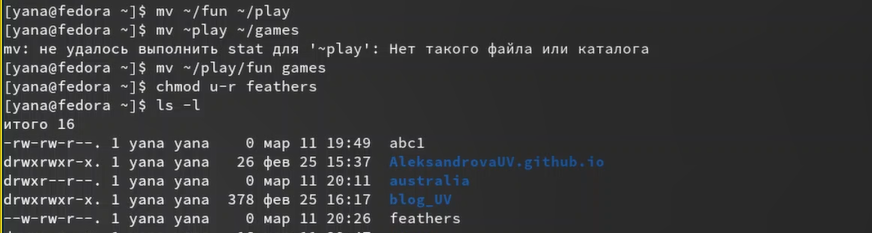 [yana@fedora ~]$ mv ~/fun ~/play
[yana@fedora ~]$ mv ~play ~/games
mv: не удалось выполнить stat для '~play': Нет такого файла или каталога
[yana@fedora ~]$ mv ~/play/fun games
[yana@fedora ~]$ chmod u-r feathers
[yana@fedora ~]$ ls -l
итого 16
-rw-rw-r--. 1 yana yana   0 мар 11 19:49  abc1
drwxrwxr-x. 1 yana yana  26 фев 25 15:37  AleksandrovaUV.github.io
drwxr--r--. 1 yana yana   0 мар 11 20:11  australia
drwxrwxr-x. 1 yana yana 378 фев 25 16:17  blog_UV
--w-rw-r--. 1 yana yana   0 мар 11 20:26  feathers